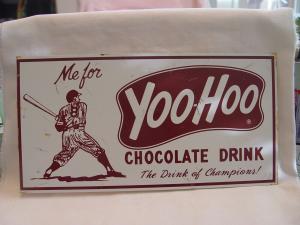 Me for
YOO-HOO
®
CHOCOLATE DRINK
The Drink of Champions!